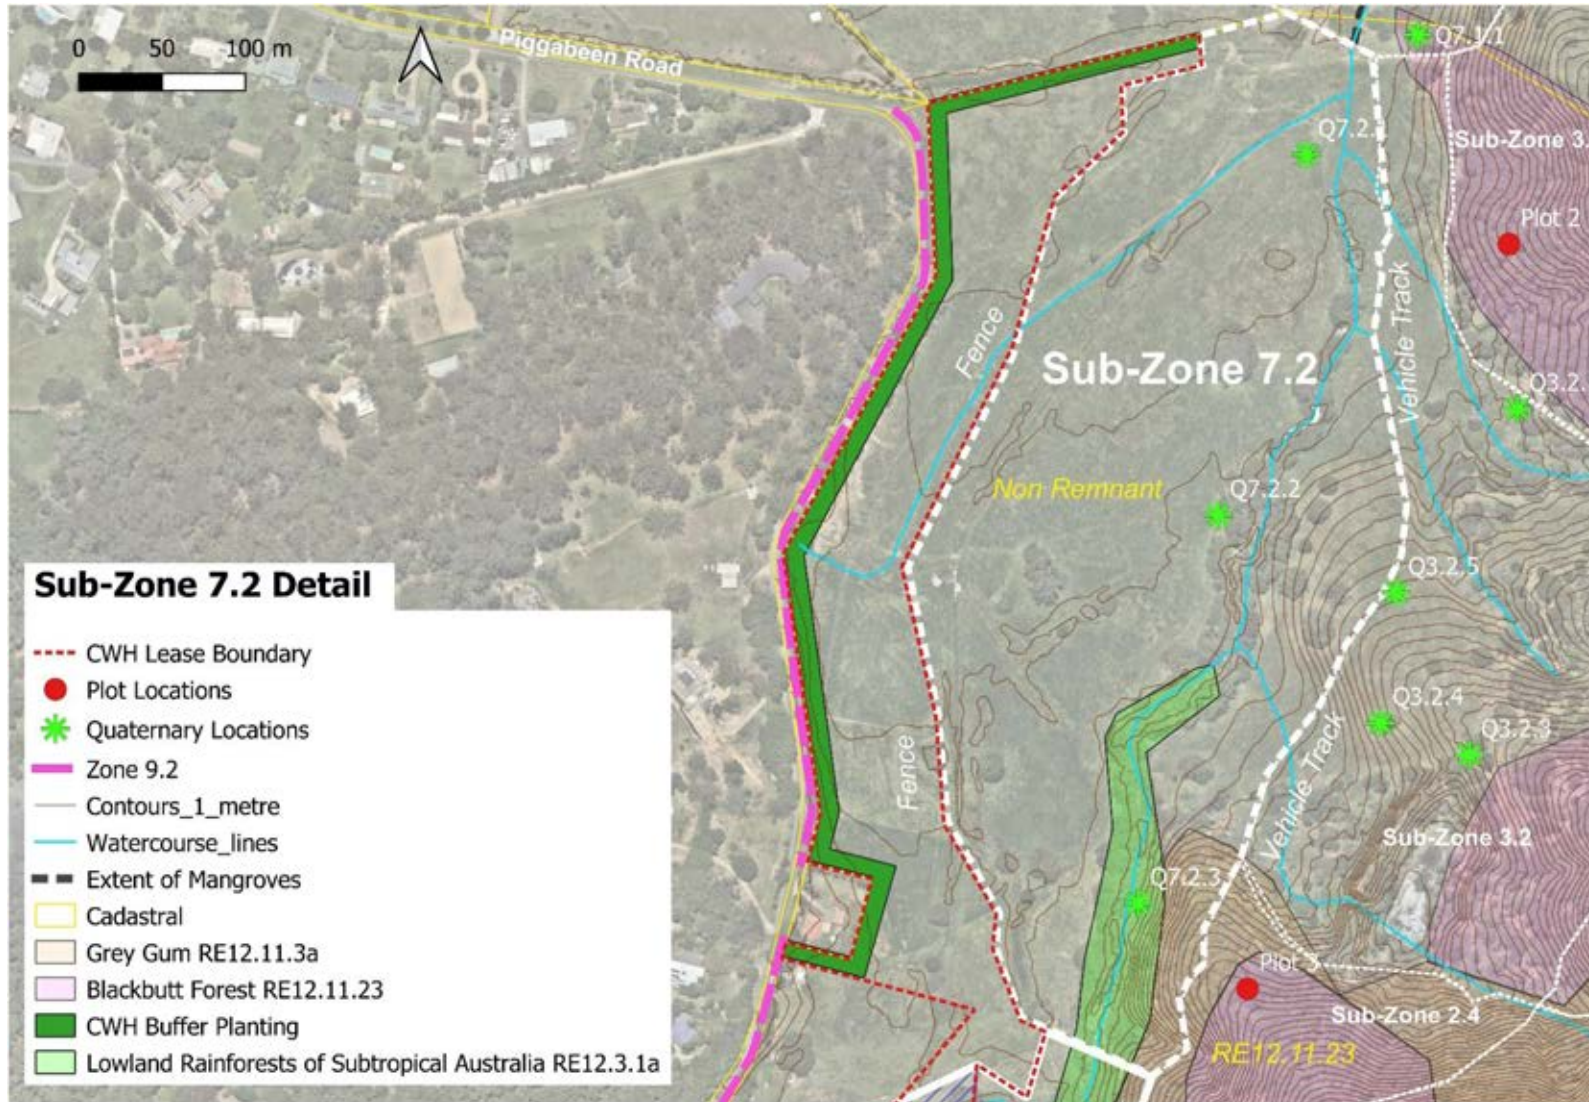 0 50 100 m
Piggabeen Road
Q7.1.1
Q7.2.
Sub-Zone 3.
Plot 2
Fence
Vehicle Track
Sub-Zone 7.2
Q3.2.
Non Remnant
Q7.2.2
Q3.2.5
Q3.2.4
Q3.2.3
Fence
Vehicle Track
Sub-Zone 3.2
Q7.2.3
Plot 3
Sub-Zone 2.4
RE12.11.23
Sub-Zone 7.2 Detail
CWH Lease Boundary
Plot Locations
Quaternary Locations
Zone 9.2
Contours_1_metre
Watercourse_lines
Extent of Mangroves
Cadastral
Grey Gum RE12.11.3a
Blackbutt Forest RE12.11.23
CWH Buffer Planting
Lowland Rainforests of Subtropical Australia RE12.3.1a